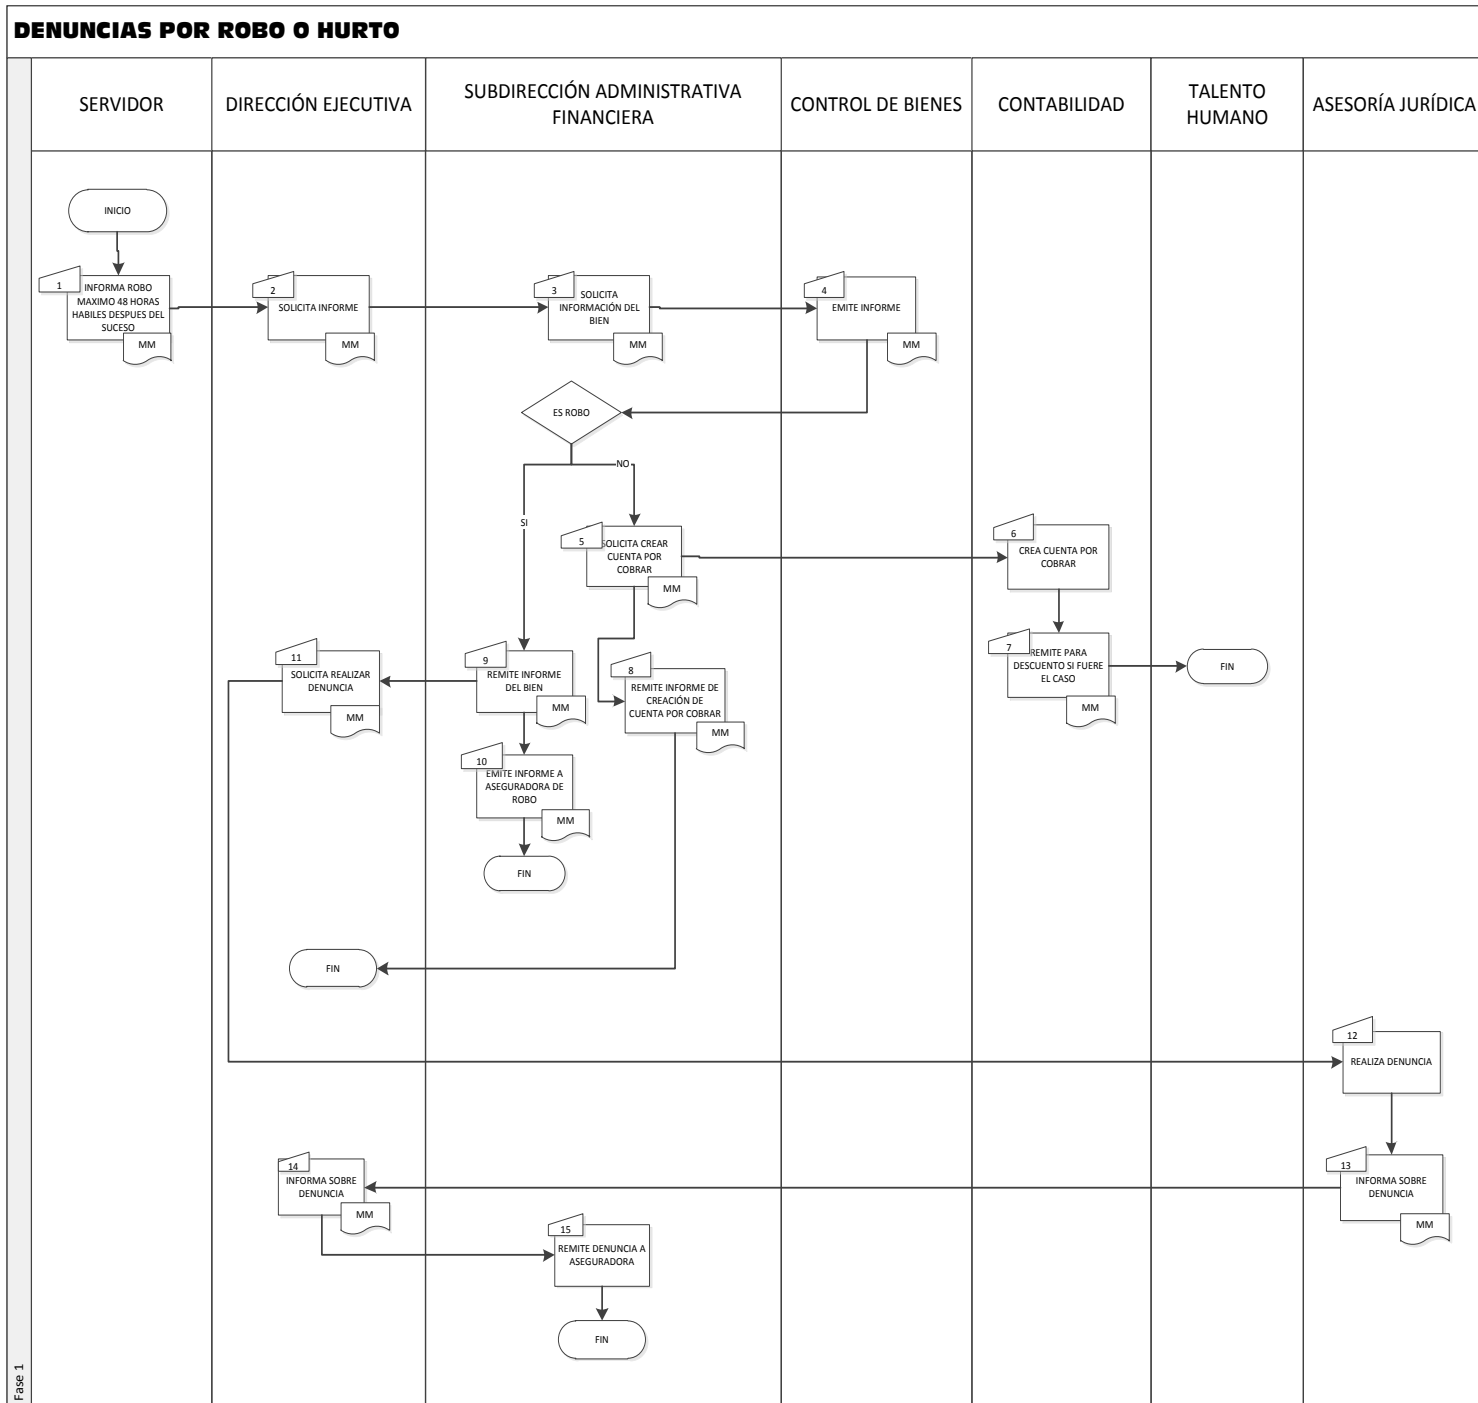 DENUNCIAS POR ROBO O HURTO
SERVIDOR
DIRECCIÓN EJECUTIVA
SUBDIRECCIÓN ADMINISTRATIVA
FINANCIERA
CONTROL DE BIENES
CONTABILIDAD
TALENTO
HUMANO
ASESORÍA JURÍDICA
INICIO
1
INFORMA ROBO
MAXIMO 48 HORAS
HABILES DESPUES DEL
SUCESO
MM
2
SOLICITA INFORME
MM
3
SOLICITA
INFORMACIÓN DEL
BIEN
MM
4
EMITE INFORME
MM
ES ROBO
NO
SI
5
SOLICITA CREAR
CUENTA POR
COBRAR
MM
6
CREA CUENTA POR
COBRAR
7
REMITE PARA
DESCUENTO SI FUERE
EL CASO
MM
FIN
11
SOLICITA REALIZAR
DENUNCIA
MM
9
REMITE INFORME
DEL BIEN
MM
8
REMITE INFORME DE
CREACIÓN DE
CUENTA POR COBRAR
MM
10
EMITE INFORME A
ASEGURADORA DE
ROBO
MM
FIN
FIN
12
REALIZA DENUNCIA
13
INFORMA SOBRE
DENUNCIA
MM
14
INFORMA SOBRE
DENUNCIA
MM
15
REMITE DENUNCIA A
ASEGURADORA
FIN
Fase 1